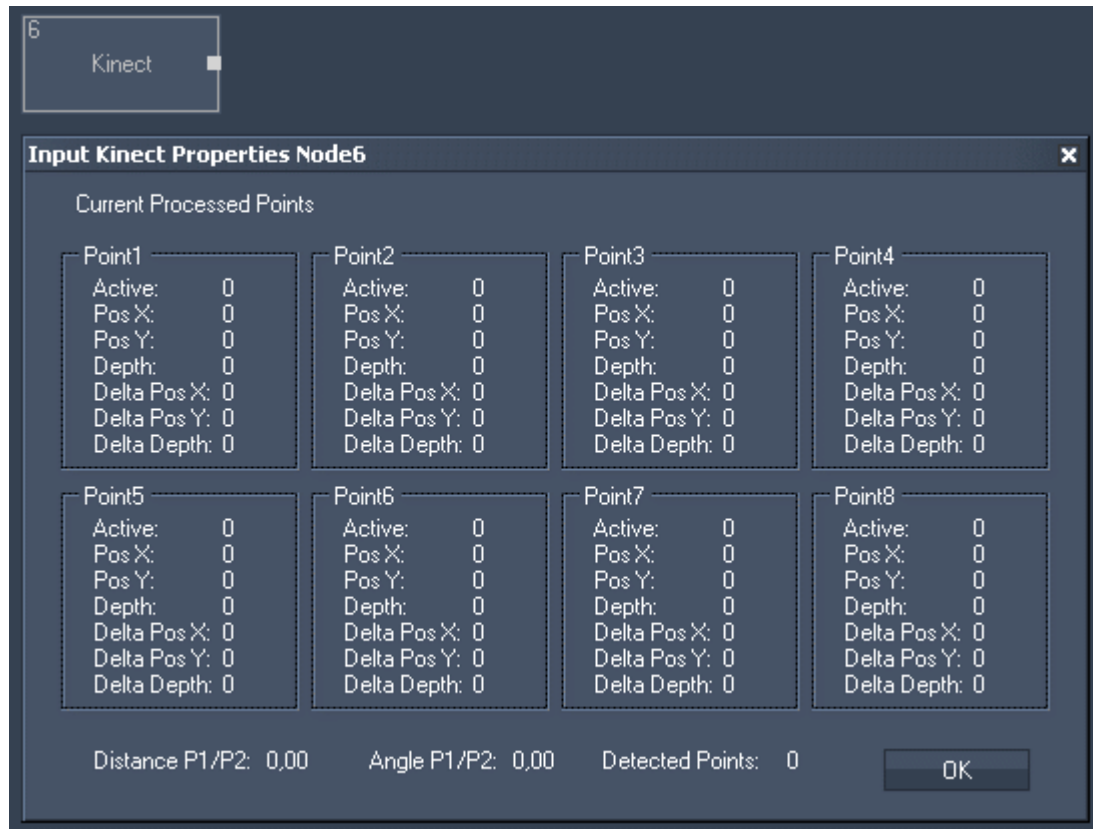 6
Kinect
Input Kinect Properties Node6
Current Processed Points
Point1
Active: 0
Pos X: 0
Pos Y: 0
Depth: 0
Delta Pos X: 0
Delta Pos Y: 0
Delta Depth: 0
Point2
Active: 0
Pos X: 0
Pos Y: 0
Depth: 0
Delta Pos X: 0
Delta Pos Y: 0
Delta Depth: 0
Point3
Active: 0
Pos X: 0
Pos Y: 0
Depth: 0
Delta Pos X: 0
Delta Pos Y: 0
Delta Depth: 0
Point4
Active: 0
Pos X: 0
Pos Y: 0
Depth: 0
Delta Pos X: 0
Delta Pos Y: 0
Delta Depth: 0
Point5
Active: 0
Pos X: 0
Pos Y: 0
Depth: 0
Delta Pos X: 0
Delta Pos Y: 0
Delta Depth: 0
Point6
Active: 0
Pos X: 0
Pos Y: 0
Depth: 0
Delta Pos X: 0
Delta Pos Y: 0
Delta Depth: 0
Point7
Active: 0
Pos X: 0
Pos Y: 0
Depth: 0
Delta Pos X: 0
Delta Pos Y: 0
Delta Depth: 0
Point8
Active: 0
Pos X: 0
Pos Y: 0
Depth: 0
Delta Pos X: 0
Delta Pos Y: 0
Delta Depth: 0
Distance P1/P2: 0,00 Angle P1/P2: 0,00 Detected Points: 0
OK